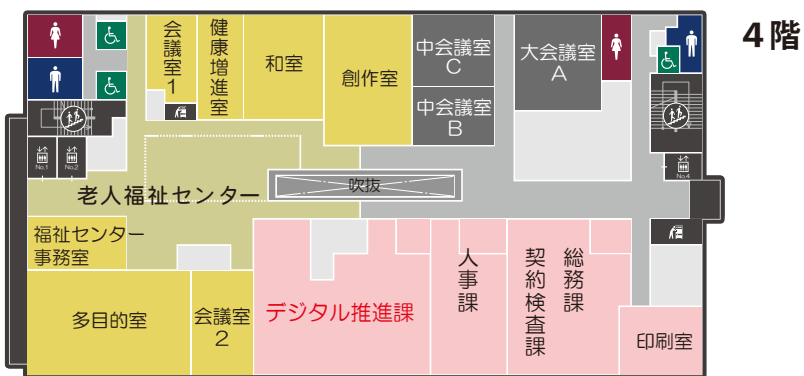 4階
会議室1
健康増進室
和室
創作室
中会議室
C
中会議室
B
大会議室
A
No.1
No.2
No.4
吹抜
老人福祉センター
福祉センター
事務室
多目的室
会議室
2
デジタル推進課
人事課
総務課
契約検査課
印刷室